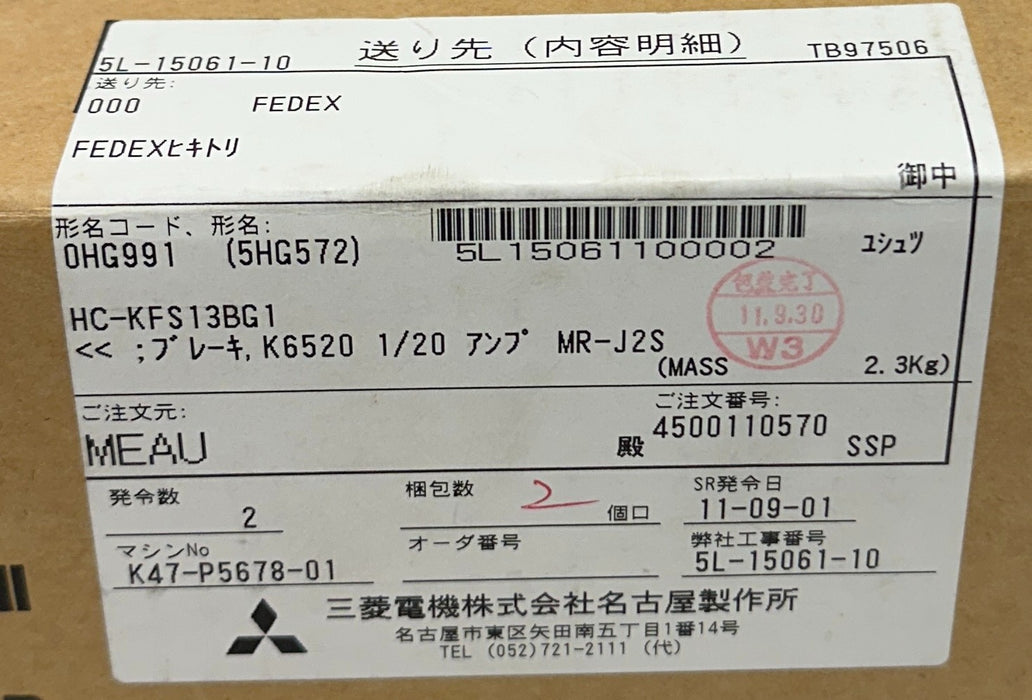 5L-15061-10 送り先（内容明細） TB97506
送り先:
000 FEDEX
FEDEXﾋｷﾄﾘ
御中
形名コード、形名:
0HG991 (5HG572) 5L15061100002 ﾕｼｭﾂ
HC-KFS13BG1
<< ;ﾌﾞﾚｰｷ,K6520 1/20 ｱﾝﾌﾟ MR-J2S
(MASS 2.3Kg)
包装完了
11.9.30
W3
ご注文元: ご注文番号:
MEAU 殿 4500110570 SSP
発令数 梱包数 SR発令日
2 2 個口 11-09-01
マシンNo オーダ番号 弊社工事番号
K47-P5678-01 5L-15061-10
三菱電機株式会社名古屋製作所
名古屋市東区矢田南五丁目1番14号
TEL (052)721-2111 (代)